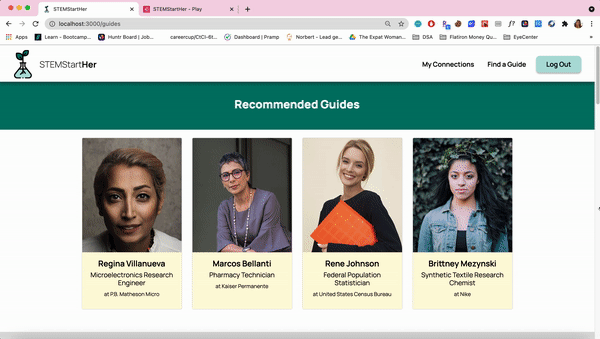 STEMStartHer
STEMStartHer - Play
localhost:3000/guides
Apps
Learn - Bootcamp...
Huntr Board | Job...
careercup/CtCI-6t...
Dashboard | Pramp
Norbert - Lead ge...
The Expat Woman...
DSA
Flatiron Money Qu...
EyeCenter
STEMStartHer
My Connections
Find a Guide
Log Out
Recommended Guides
Regina Villanueva
Microelectronics Research
Engineer
at P.B. Matheson Micro
Marcos Bellanti
Pharmacy Technician
at Kaiser Permanente
Rene Johnson
Federal Population
Statistician
at United States Census Bureau
Brittney Mezynski
Synthetic Textile Research
Chemist
at Nike